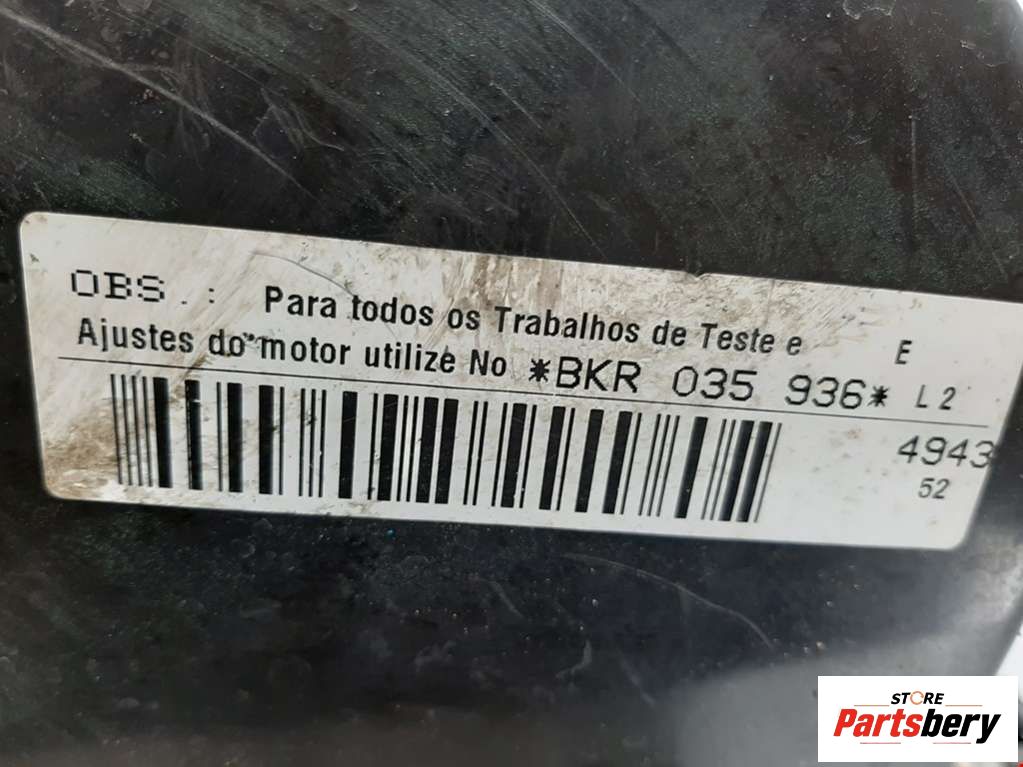 OBS.: Para todos os Trabalhos de Teste e E
Ajustes do motor utilize No *BKR 035 936* L2
4943
52
STORE
Partsbery